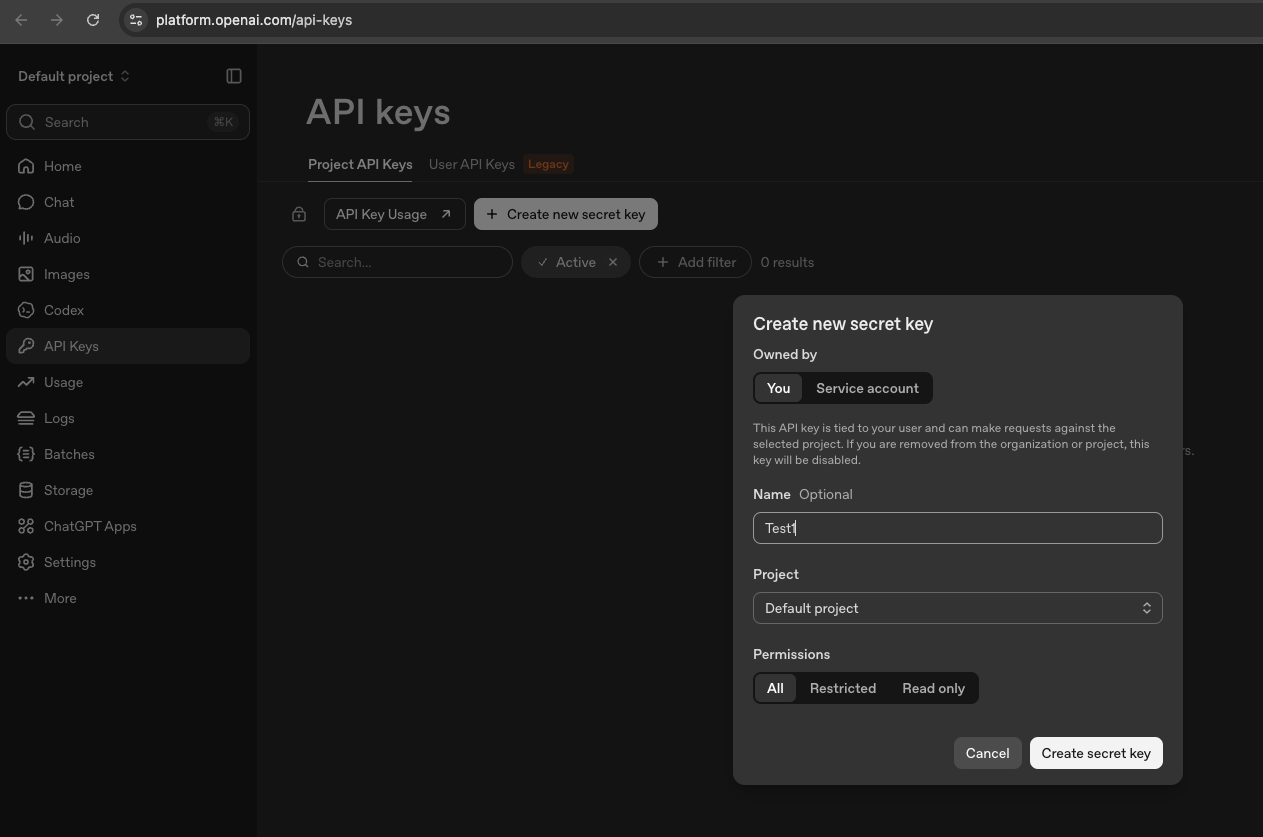 platform.openai.com/api-keys
Default project
Search ⌘K
Home
Chat
Audio
Images
Codex
API Keys
Usage
Logs
Batches
Storage
ChatGPT Apps
Settings
More
API keys
Project API Keys User API Keys Legacy
API Key Usage Create new secret key
Search... Active Add filter 0 results
Create new secret key
Owned by
You Service account
This API key is tied to your user and can make requests against the
selected project. If you are removed from the organization or project, this
key will be disabled.
rs.
Name Optional
Test1
Project
Default project
Permissions
All Restricted Read only
Cancel Create secret key